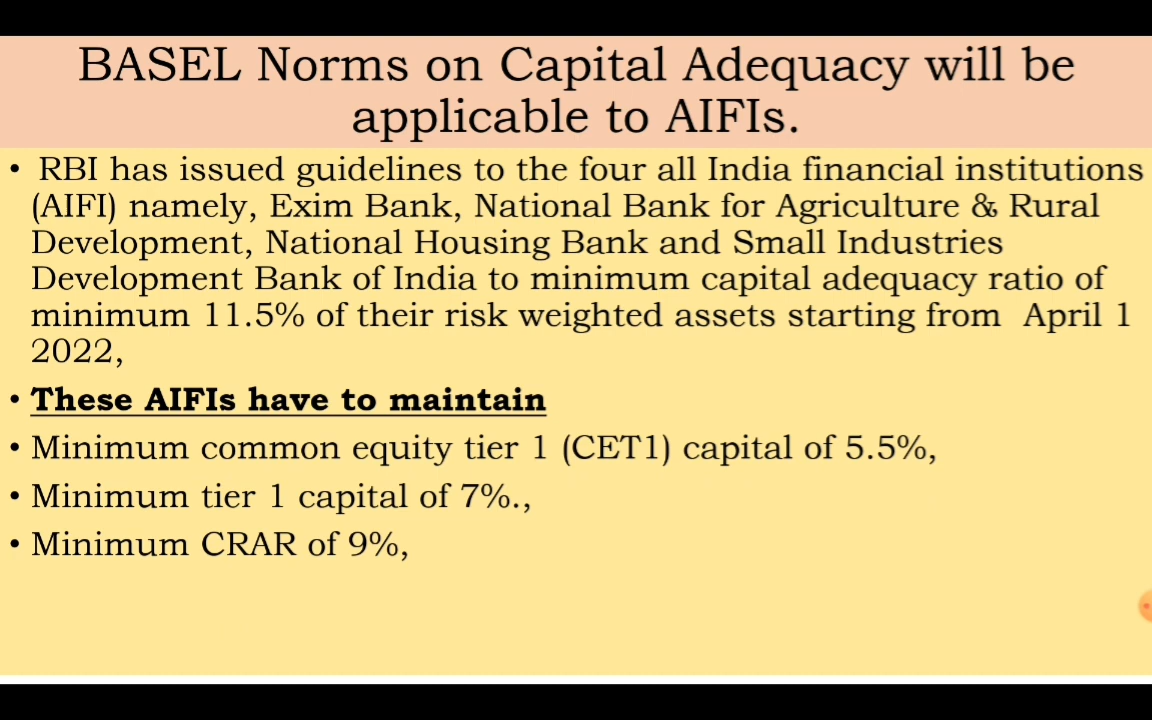 BASEL Norms on Capital Adequacy will be
applicable to AIFIs.
• RBI has issued guidelines to the four all India financial institutions
(AIFI) namely, Exim Bank, National Bank for Agriculture & Rural
Development, National Housing Bank and Small Industries
Development Bank of India to minimum capital adequacy ratio of
minimum 11.5% of their risk weighted assets starting from April 1
2022,
• These AIFIs have to maintain
• Minimum common equity tier 1 (CET1) capital of 5.5%,
• Minimum tier 1 capital of 7%.,
• Minimum CRAR of 9%,